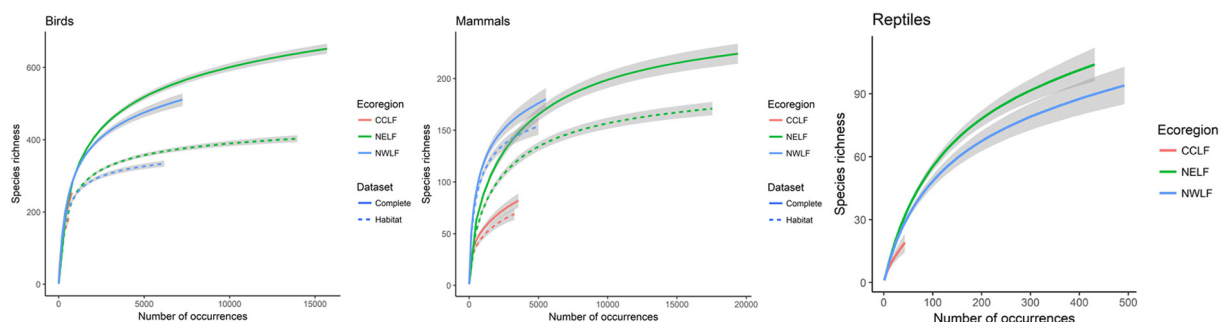 Birds
Species richness
600
400
200
0
0
5000
10000
15000
Number of occurrences
Ecoregion
CCLF
NELF
NWLF
Dataset
Complete
Habitat
Mammals
Species richness
200
150
100
50
0
0
5000
10000
15000
20000
Number of occurrences
Ecoregion
CCLF
NELF
NWLF
Dataset
Complete
Habitat
Reptiles
Species richness
90
60
30
0
0
100
200
300
400
500
Number of occurrences
Ecoregion
CCLF
NELF
NWLF